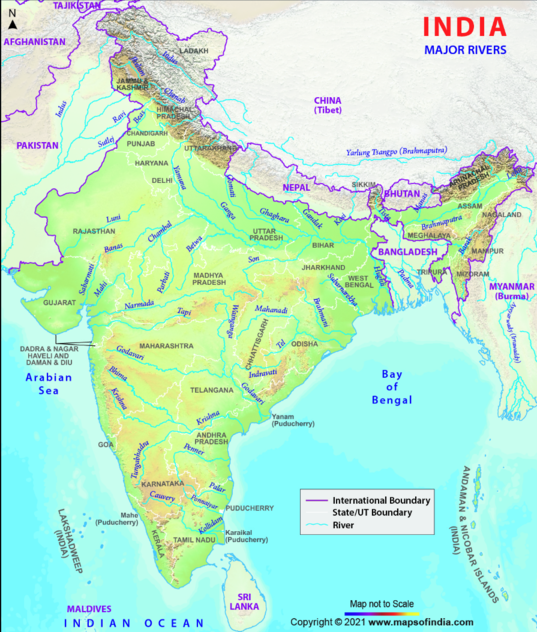 TAJIKISTAN
N
INDIA
MAJOR RIVERS
AFGHANISTAN
LADAKH
Indus
JAMMU &
KASHMIR
Jhelum
Chenab
Indus
CHINA
(Tibet)
HIMACHAL
PRADESH
Ravi
Beas
CHANDIGARH
PUNJAB
Sutlej
PAKISTAN
UTTARAKHAND
Yarlung Tsangpo (Brahmaputra)
HARYANA
DELHI
Yamuna
Gomati
NEPAL
SIKKIM
BHUTAN
ARUNACHAL
PRADESH
Manas
Tista
ASSAM
NAGALAND
Brahmaputra
Luni
RAJASTHAN
Banas
Chambal
Betwa
Ganga
Ghaghara
Gandak
Kosi
UTTAR
PRADESH
BIHAR
MEGHALAYA
Barak
MANIPUR
BANGLADESH
Sabarmati
Mahi
Parbati
Son
MADHYA
PRADESH
JHARKHAND
WEST
BENGAL
Subarnarekha
Hugli
Padma
TRIPURA
MIZORAM
MYANMAR
(Burma)
GUJARAT
Narmada
Tapi
Wainganga
Mahanadi
Brahmani
CHHATTISGARH
Tel
ODISHA
DADRA & NAGAR
HAVELI AND
DAMAN & DIU
MAHARASHTRA
Godavari
Indravati
Arabian
Sea
Bhima
Krishna
TELANGANA
Godavari
Bay
of
Bengal
Yanam
(Puducherry)
Krishna
ANDHRA
PRADESH
GOA
Tungabhadra
Penner
KARNATAKA
Palar
Cauvery
Ponnaiyar
PUDUCHERRY
Mahe
(Puducherry)
Kollidam
Karaikal
(Puducherry)
KERALA
TAMIL NADU
LAKSHADWEEP
(INDIA)
ANDAMAN & NICOBAR ISLANDS
(INDIA)
International Boundary
State/UT Boundary
River
MALDIVES
SRI
LANKA
INDIAN OCEAN
Map not to Scale
Copyright © 2021 www.mapsofindia.com